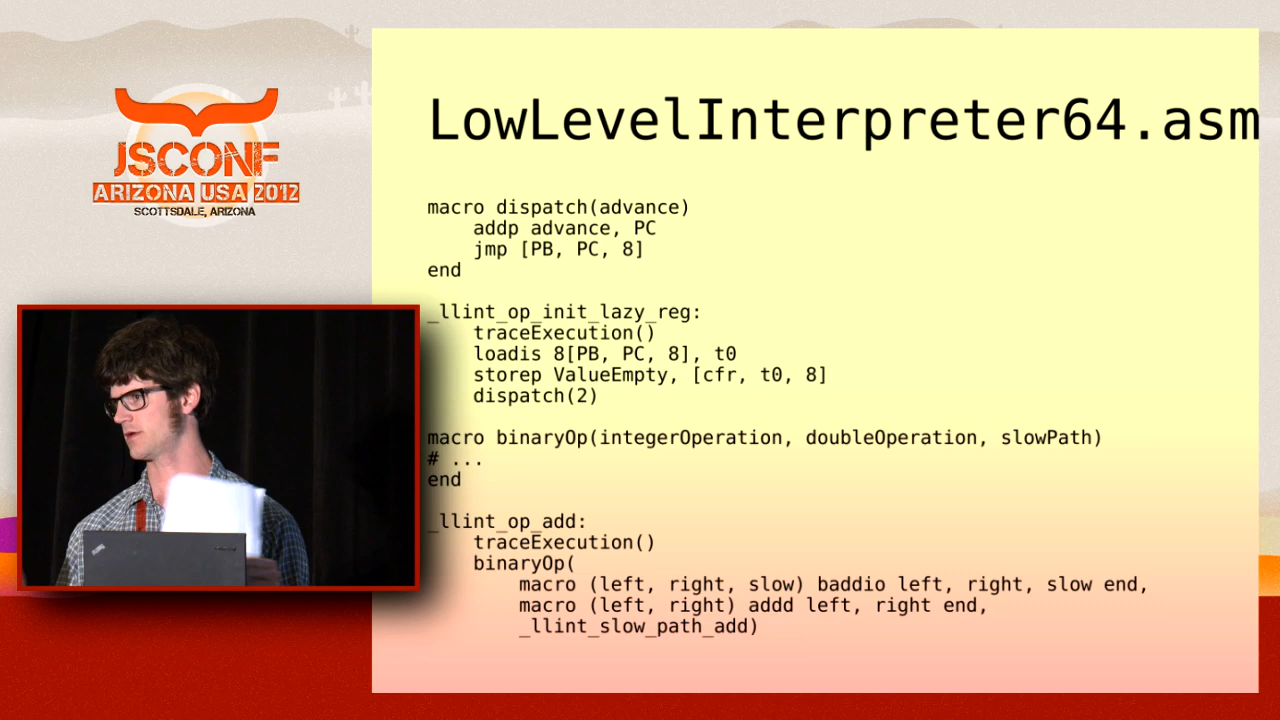 JSCONF
ARIZONA USA 2012
SCOTTSDALE, ARIZONA
LowLevelInterpreter64.asm
macro dispatch(advance)
    addp advance, PC
    jmp [PB, PC, 8]
end
_llint_op_init_lazy_reg:
    traceExecution()
    loadis 8[PB, PC, 8], t0
    storep ValueEmpty, [cfr, t0, 8]
    dispatch(2)
macro binaryOp(integerOperation, doubleOperation, slowPath)
# ...
end
_llint_op_add:
    traceExecution()
    binaryOp(
        macro (left, right, slow) baddio left, right, slow end,
        macro (left, right) addd left, right end,
        _llint_slow_path_add)